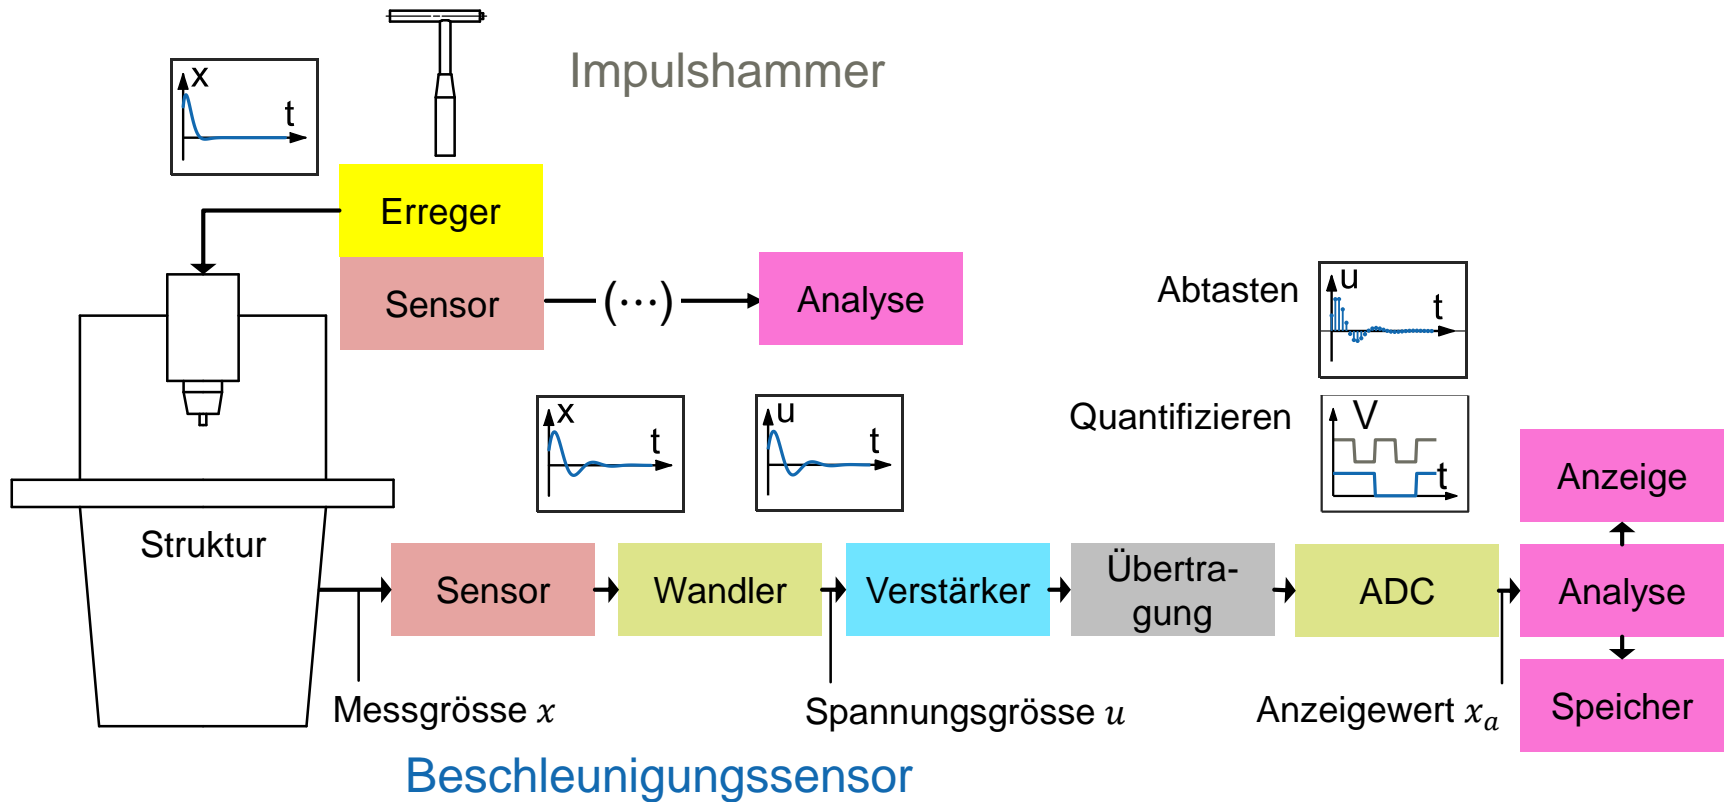 Impulshammer
x
t
Erreger
Sensor
(⋯)
Analyse
Abtasten
u
t
Quantifizieren
V
t
x
t
u
t
Struktur
Sensor
Wandler
Verstärker
Übertra-
gung
ADC
Anzeige
Analyse
Speicher
Messgrösse x
Spannungsgrösse u
Anzeigewert xₐ
Beschleunigungssensor